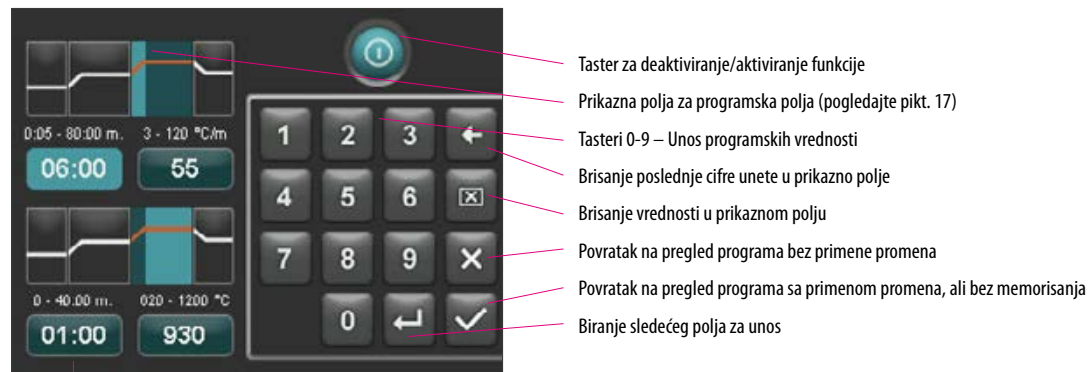 0:05 - 80:00 m. 3 - 120 °C/m
06:00 55
0 - 40.00 m. 020 - 1200 °C
01:00 930
1 2 3
4 5 6
7 8 9
0
Taster za deaktiviranje/aktiviranje funkcije
Prikazna polja za programska polja (pogledajte pikt. 17)
Tasteri 0-9 – Unos programskih vrednosti
Brisanje poslednje cifre unete u prikazno polje
Brisanje vrednosti u prikaznom polju
Povratak na pregled programa bez primene promena
Povratak na pregled programa sa primenom promena, ali bez memorisanja
Biranje sledećeg polja za unos